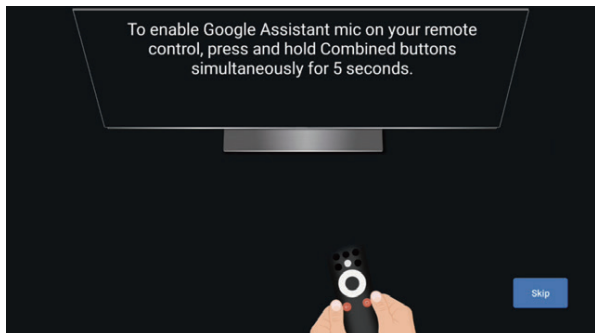 To enable Google Assistant mic on your remote
control, press and hold Combined buttons
simultaneously for 5 seconds.
Skip